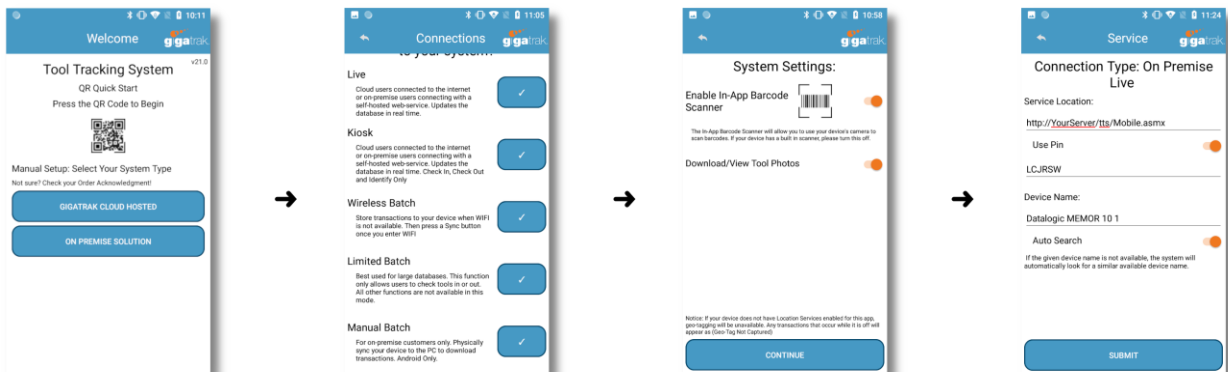 10:11
Welcome
gigatrak.
Tool Tracking System
v21.0
QR Quick Start
Press the QR Code to Begin
Manual Setup: Select Your System Type
Not sure? Check your Order Acknowledgment!
GIGATRAK CLOUD HOSTED
ON PREMISE SOLUTION
11:05
Connections
gigatrak.
to your system?
Live
Cloud users connected to the internet
or on-premise users connecting with a
self-hosted web-service. Updates the
database in real time.
Kiosk
Cloud users connected to the internet
or on-premise users connecting with a
self-hosted web-service. Updates the
database in real time. Check In, Check Out
and Identify Only
Wireless Batch
Store transactions to your device when WIFI
is not available. Then press a Sync button
once you enter WIFI
Limited Batch
Best used for large databases. This function
only allows users to check tools in or out.
All other functions are not available in this
mode.
Manual Batch
For on-premise customers only. Physically
sync your device to the PC to download
transactions. Android Only.
10:58
gigatrak.
System Settings:
Enable In-App Barcode
Scanner
The In-App Barcode Scanner will allow you to use your device's camera to
scan barcodes. If your device has a built in scanner, please turn this off.
Download/View Tool Photos
Notice: If your device does not have Location Services enabled for this app,
geo-tagging will be unavailable. Any transactions that occur while it is off will
appear as (Geo-Tag Not Captured)
CONTINUE
11:24
Service
gigatrak.
Connection Type: On Premise
Live
Service Location:
http://YourServer/tts/Mobile.asmx
Use Pin
LCJRSW
Device Name:
Datalogic MEMOR 10 1
Auto Search
If the given device name is not available, the system will
automatically look for a similar available device name.
SUBMIT